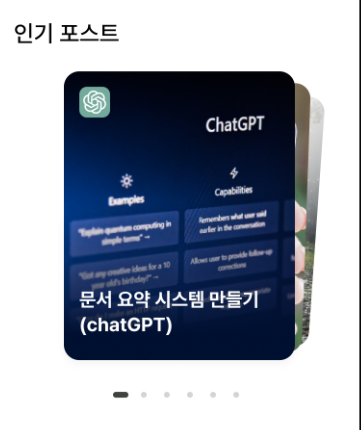 인기 포스트
ChatGPT
Examples
Capabilities
"Explain quantum computing in
simple terms" →
Remembers what user said
earlier in the conversation
"Got any creative ideas for a 10
year old's birthday?" →
Allows user to provide follow-up
corrections
문서 요약 시스템 만들기
(chatGPT)